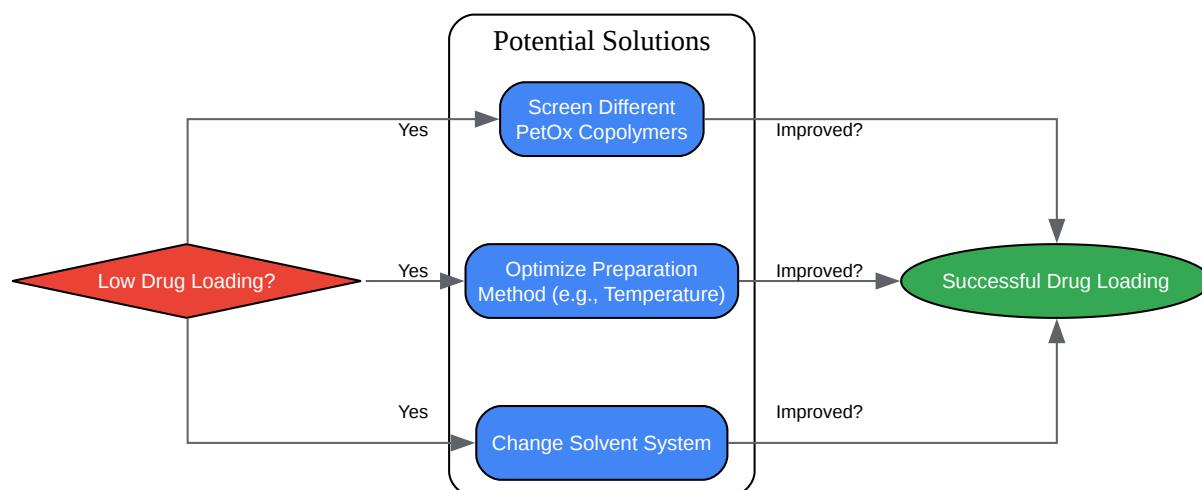 Potential Solutions
Screen Different
PetOx Copolymers
Yes
Improved?
Low Drug Loading?
Yes
Optimize Preparation
Method (e.g., Temperature)
Improved?
Successful Drug Loading
Yes
Change Solvent System
Improved?